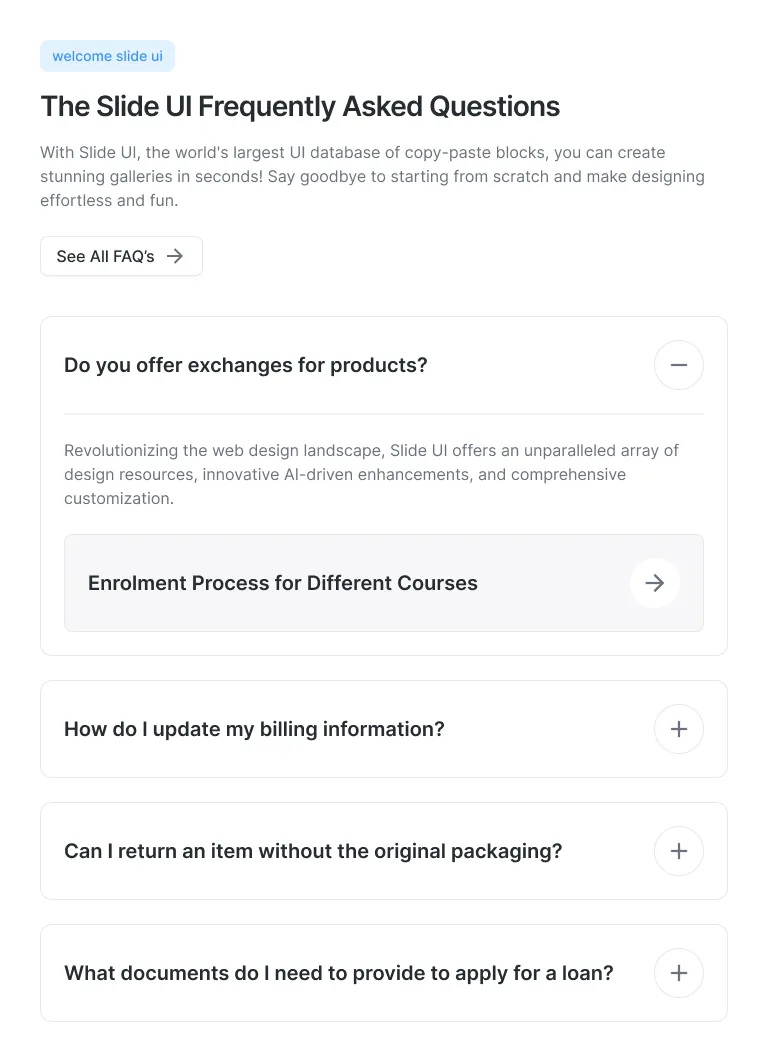 welcome slide ui
The Slide UI Frequently Asked Questions
With Slide UI, the world's largest UI database of copy-paste blocks, you can create
stunning galleries in seconds! Say goodbye to starting from scratch and make designing
effortless and fun.
See All FAQ’s
Do you offer exchanges for products?
Revolutionizing the web design landscape, Slide UI offers an unparalleled array of
design resources, innovative AI-driven enhancements, and comprehensive
customization.
Enrolment Process for Different Courses
How do I update my billing information?
Can I return an item without the original packaging?
What documents do I need to provide to apply for a loan?